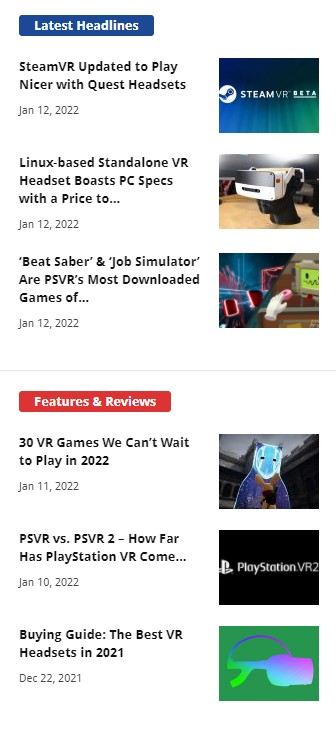 Latest Headlines
SteamVR Updated to Play
Nicer with Quest Headsets
Jan 12, 2022
STEAMVR™ BETA
Linux-based Standalone VR
Headset Boasts PC Specs
with a Price to...
Jan 12, 2022
‘Beat Saber’ & ‘Job Simulator’
Are PSVR’s Most Downloaded
Games of...
Jan 12, 2022
Features & Reviews
30 VR Games We Can’t Wait
to Play in 2022
Jan 11, 2022
PSVR vs. PSVR 2 – How Far
Has PlayStation VR Come...
Jan 10, 2022
PlayStation.VR2
Buying Guide: The Best VR
Headsets in 2021
Dec 22, 2021